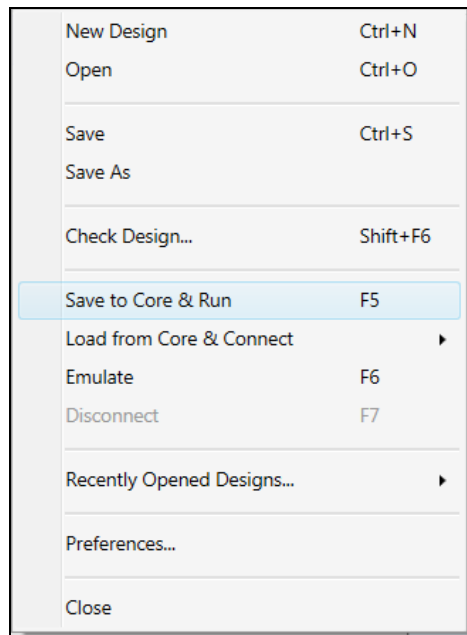 New Design Ctrl+N
Open Ctrl+O
Save Ctrl+S
Save As
Check Design... Shift+F6
Save to Core & Run F5
Load from Core & Connect
Emulate F6
Disconnect F7
Recently Opened Designs...
Preferences...
Close